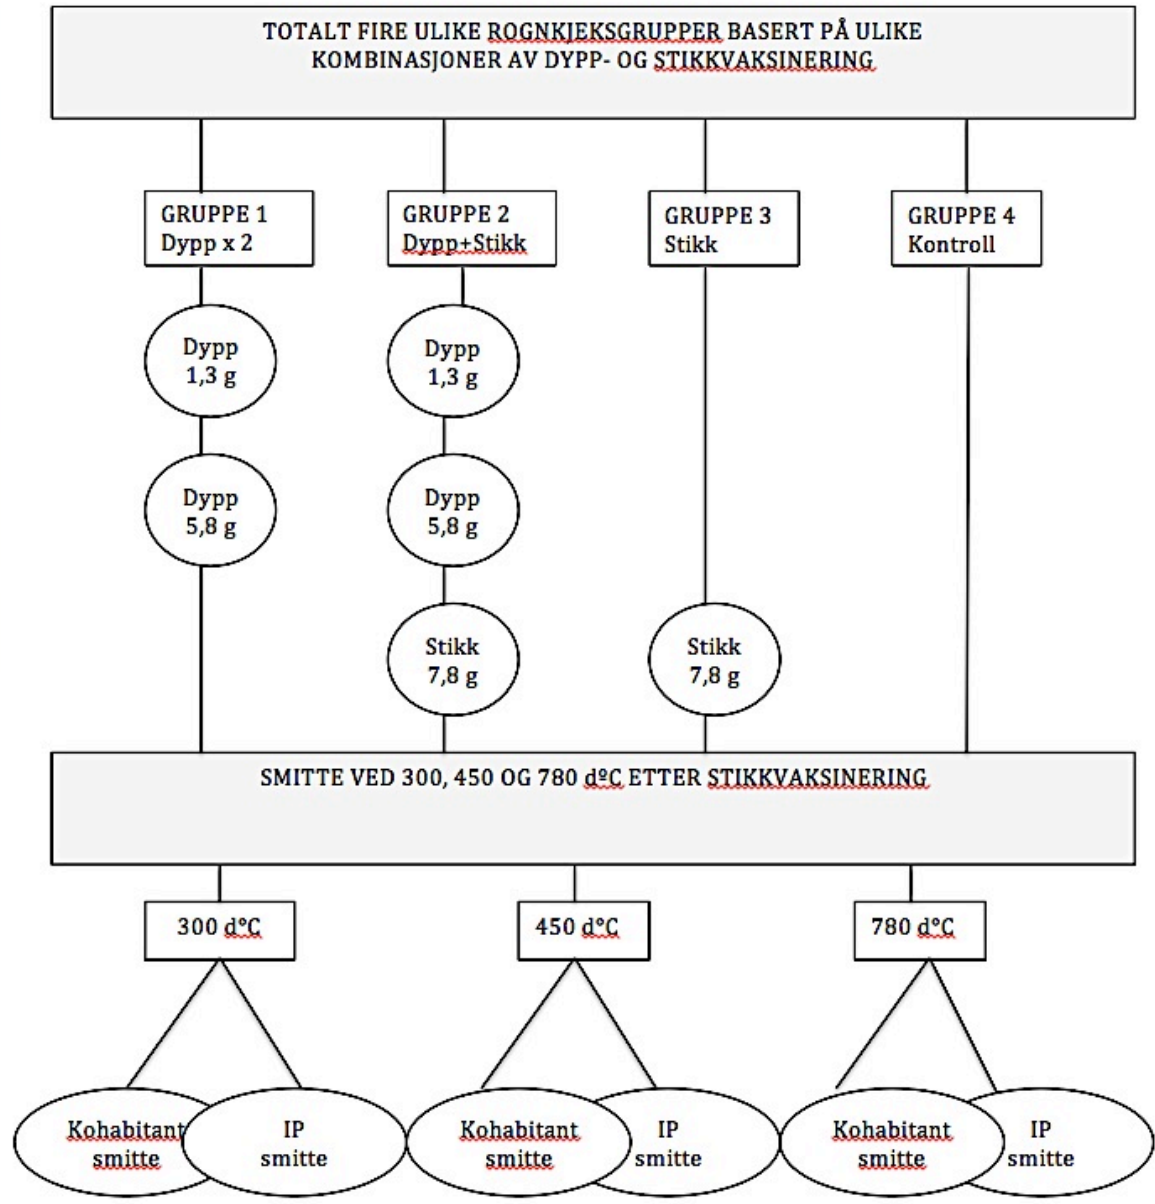 TOTALT FIRE ULIKE ROGNKJEKSGRUPPER BASERT PÅ ULIKE
KOMBINASJONER AV DYPP- OG STIKKVAKSINERING
GRUPPE 1
Dypp x 2
GRUPPE 2
Dypp+Stikk
GRUPPE 3
Stikk
GRUPPE 4
Kontroll
Dypp
1,3 g
Dypp
1,3 g
Dypp
5,8 g
Dypp
5,8 g
Stikk
7,8 g
Stikk
7,8 g
SMITTE VED 300, 450 OG 780 dºC ETTER STIKKVAKSINERING
300 d°C
450 d°C
780 d°C
Kohabitant
smitte
IP
smitte
Kohabitant
smitte
IP
smitte
Kohabitant
smitte
IP
smitte